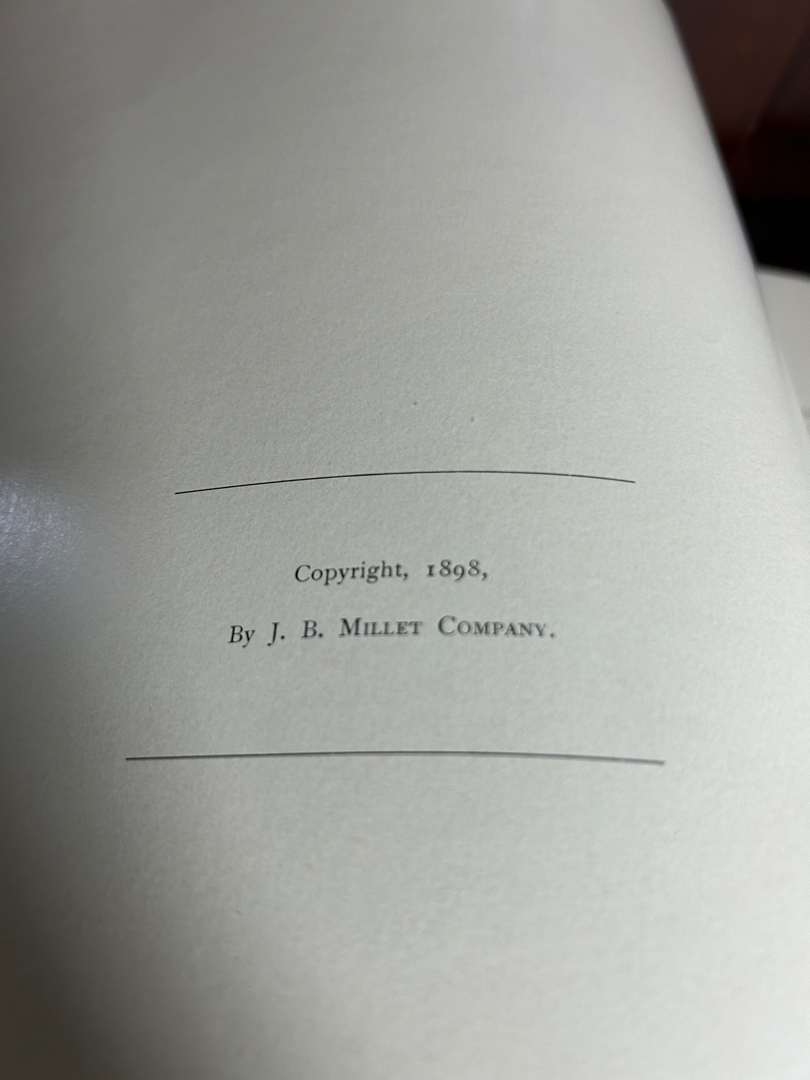 Copyright, 1898,
By J. B. MILLET COMPANY.